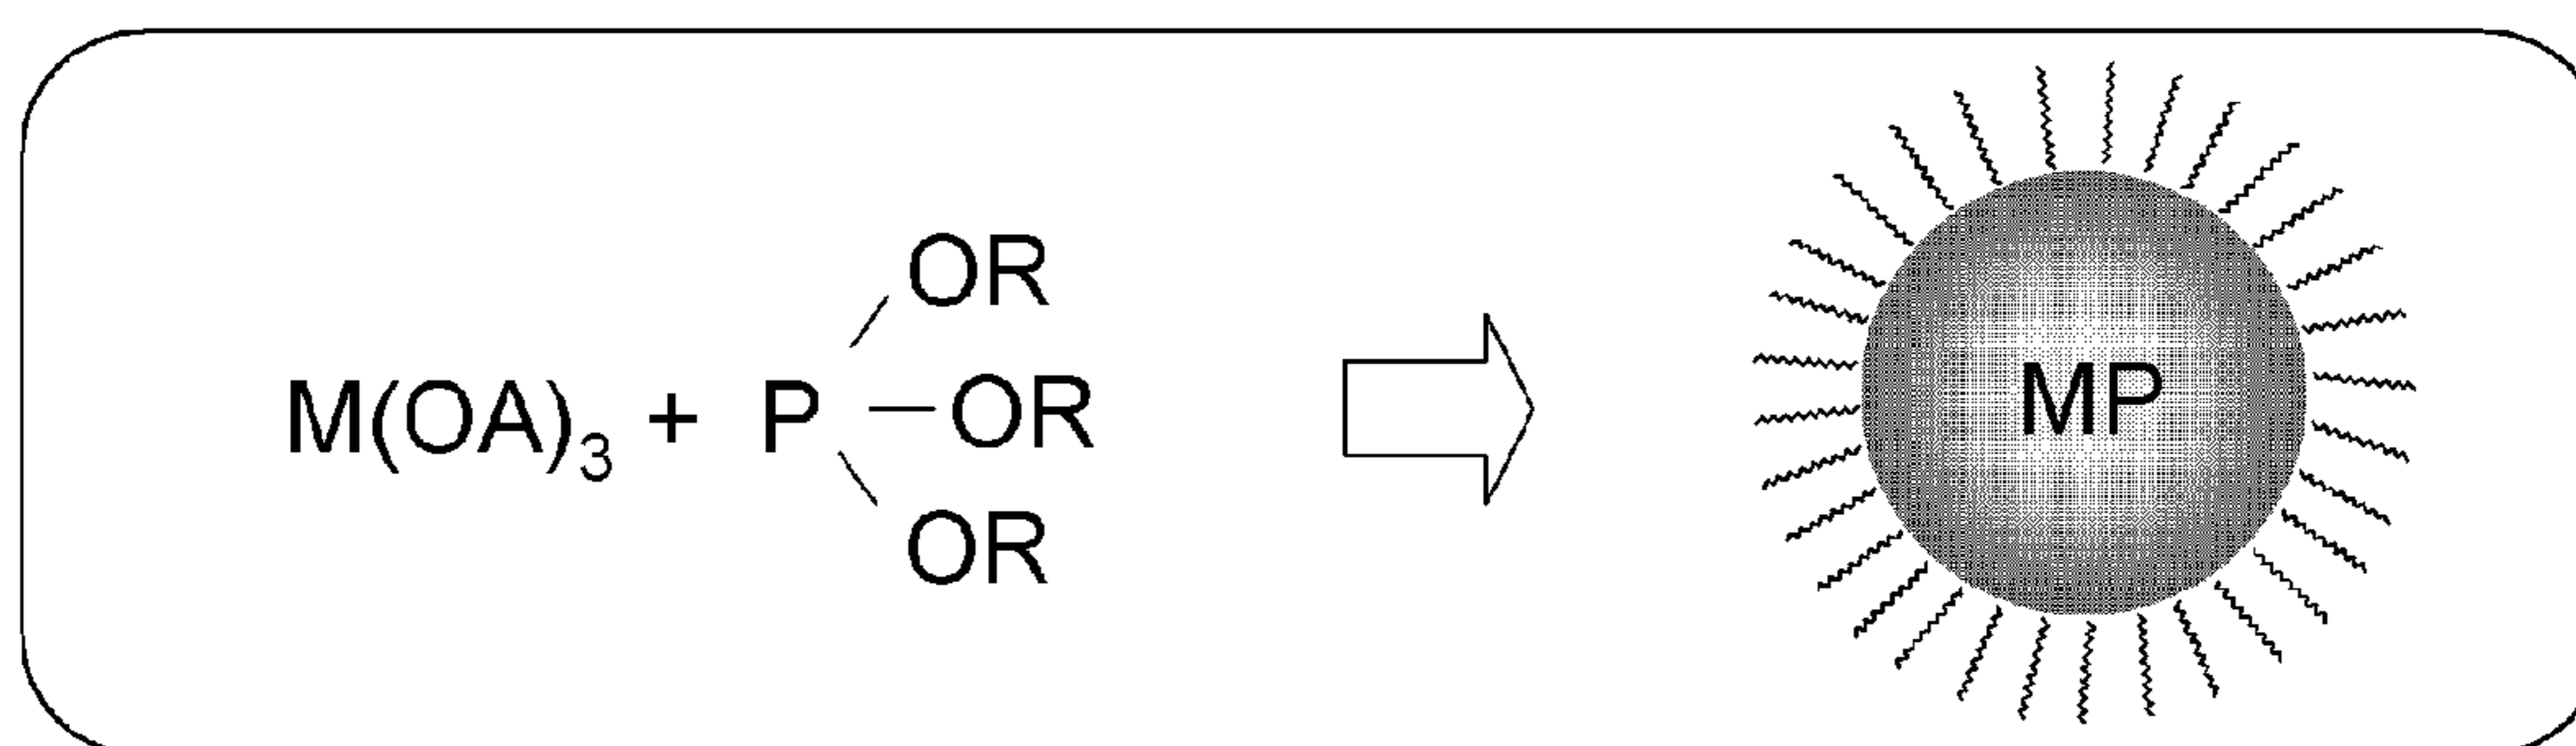 OR
M(OA)₃ + P — OR
OR
MP